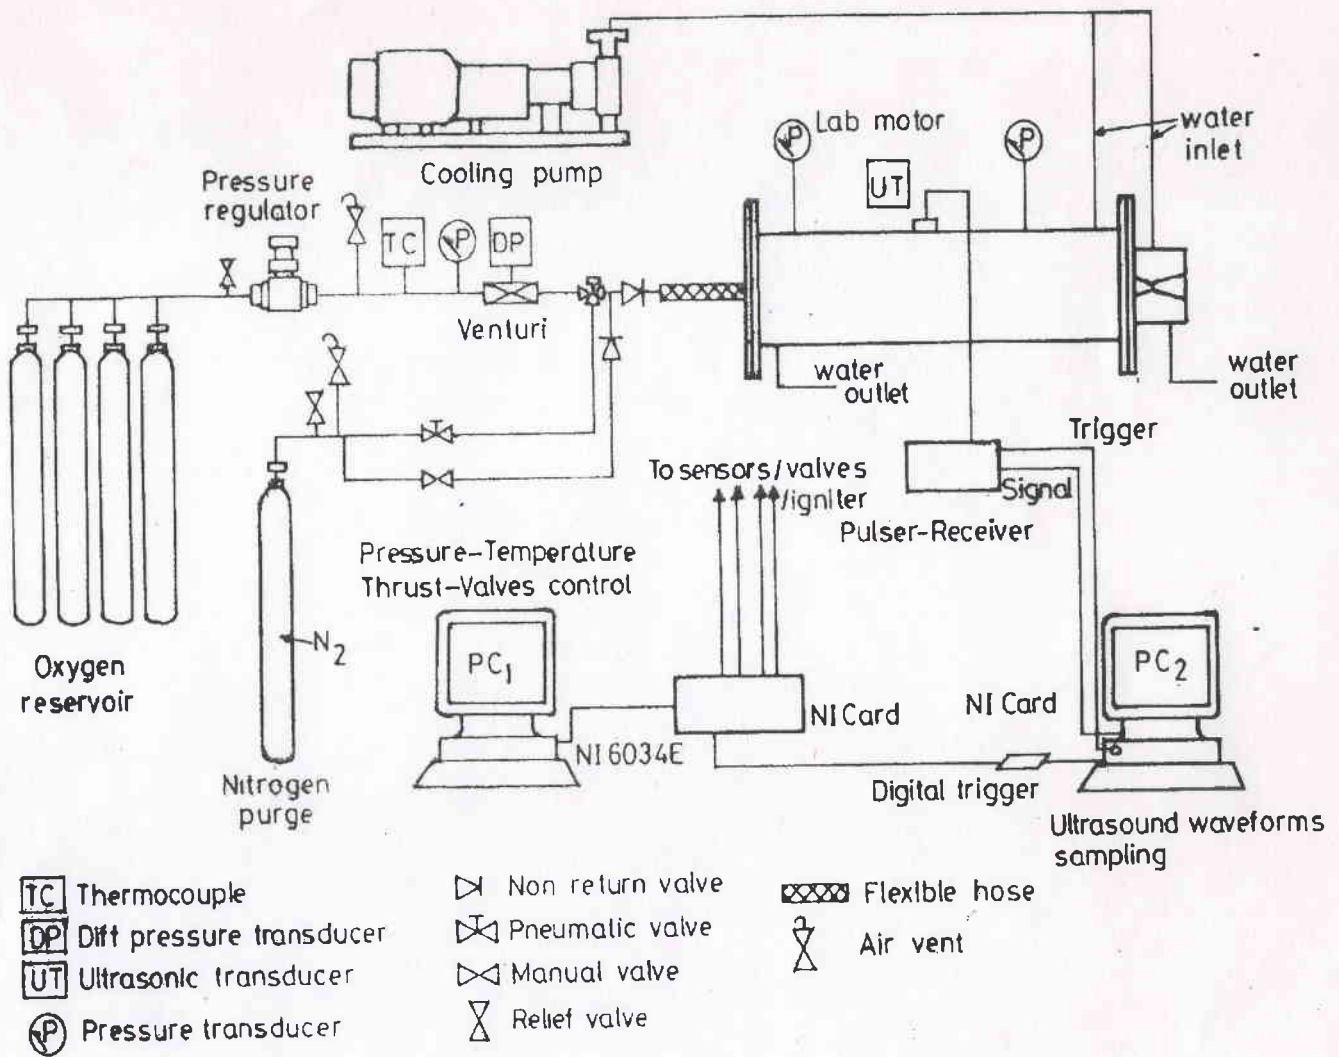 Cooling pump
P
Lab motor
P
water
inlet
UT
Pressure
regulator
TC
P
DP
Venturi
water
outlet
water
outlet
Trigger
Signal
Pulser-Receiver
To sensors/valves
/igniter
Pressure-Temperature
Thrust-Valves control
N2
PC1
PC2
Oxygen
reservoir
NI Card
NI Card
NI 6034E
Nitrogen
purge
Digital trigger
Ultrasound waveforms
sampling
TC Thermocouple
DP Dift pressure transducer
UT Ultrasonic transducer
P Pressure transducer
Non return valve
Pneumatic valve
Manual valve
Relief valve
Flexible hose
Air vent